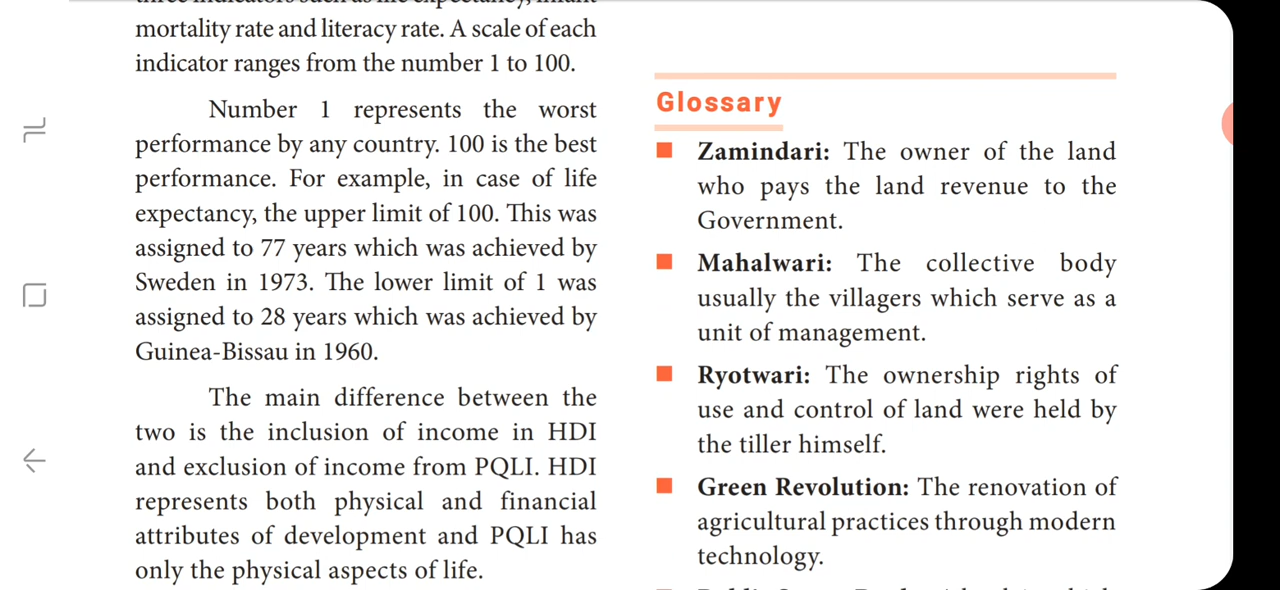 mortality rate and literacy rate. A scale of each
indicator ranges from the number 1 to 100.
Number 1 represents the worst
performance by any country. 100 is the best
performance. For example, in case of life
expectancy, the upper limit of 100. This was
assigned to 77 years which was achieved by
Sweden in 1973. The lower limit of 1 was
assigned to 28 years which was achieved by
Guinea-Bissau in 1960.
The main difference between the
two is the inclusion of income in HDI
and exclusion of income from PQLI. HDI
represents both physical and financial
attributes of development and PQLI has
only the physical aspects of life.
Glossary
Zamindari: The owner of the land
who pays the land revenue to the
Government.
Mahalwari: The collective body
usually the villagers which serve as a
unit of management.
Ryotwari: The ownership rights of
use and control of land were held by
the tiller himself.
Green Revolution: The renovation of
agricultural practices through modern
technology.